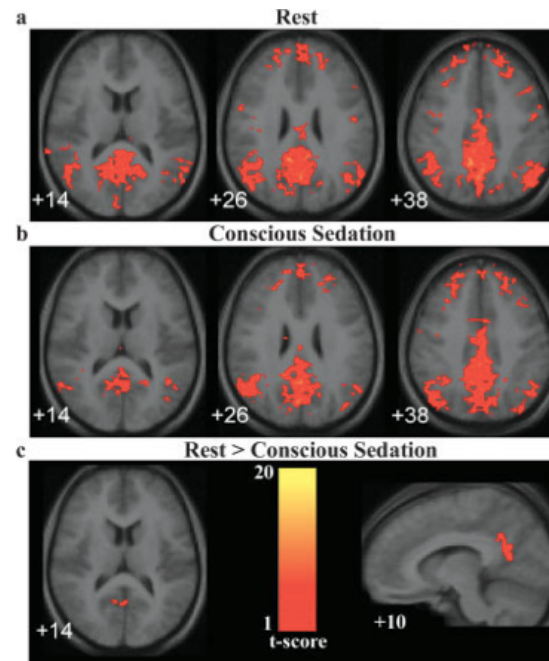 a Rest
+14 +26 +38
b Conscious Sedation
+14 +26 +38
c Rest > Conscious Sedation
20
+14 1 +10
t-score